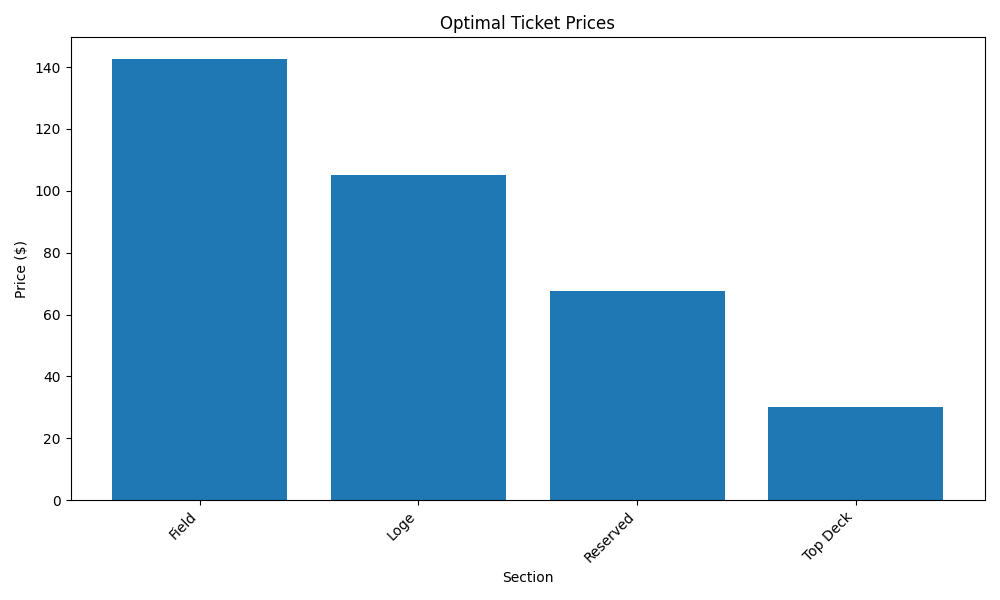 Optimal Ticket Prices
Price ($)
140
120
100
80
60
40
20
0
Field
Loge
Reserved
Top Deck
Section